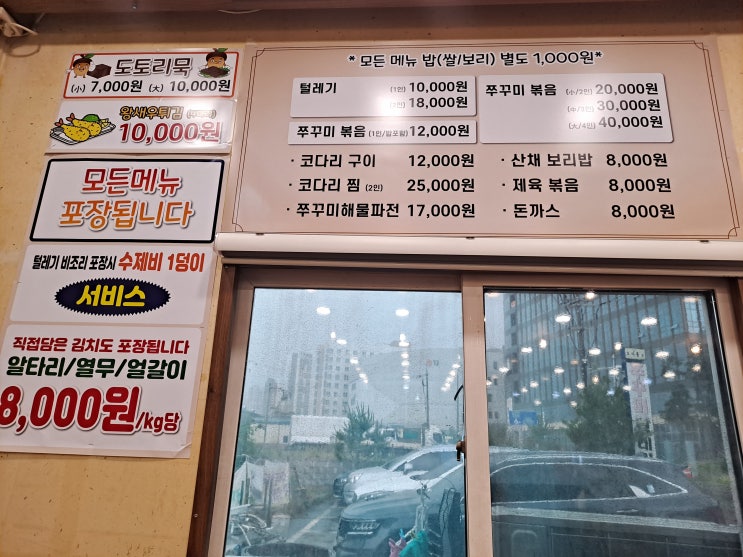 도토리묵
(小) 7,000원 (大) 10,000원
왕새우튀김
10,000원
모든메뉴
포장됩니다
털레기 비조리 포장시 수제비 1덩이
서비스
직접담은 김치도 포장됩니다
알타리/열무/얼갈이
8,000원/kg당
* 모든 메뉴 밥(쌀/보리) 별도 1,000원*
털레기 (1인) 10,000원
(2인) 18,000원
쭈꾸미 볶음 (1인/밥포함) 12,000원
쭈꾸미 볶음 (小/2인) 20,000원
(中/3인) 30,000원
(大/4인) 40,000원
· 코다리 구이 12,000원
· 코다리 찜 (2인) 25,000원
· 쭈꾸미해물파전 17,000원
· 산채 보리밥 8,000원
· 제육 볶음 8,000원
· 돈까스 8,000원